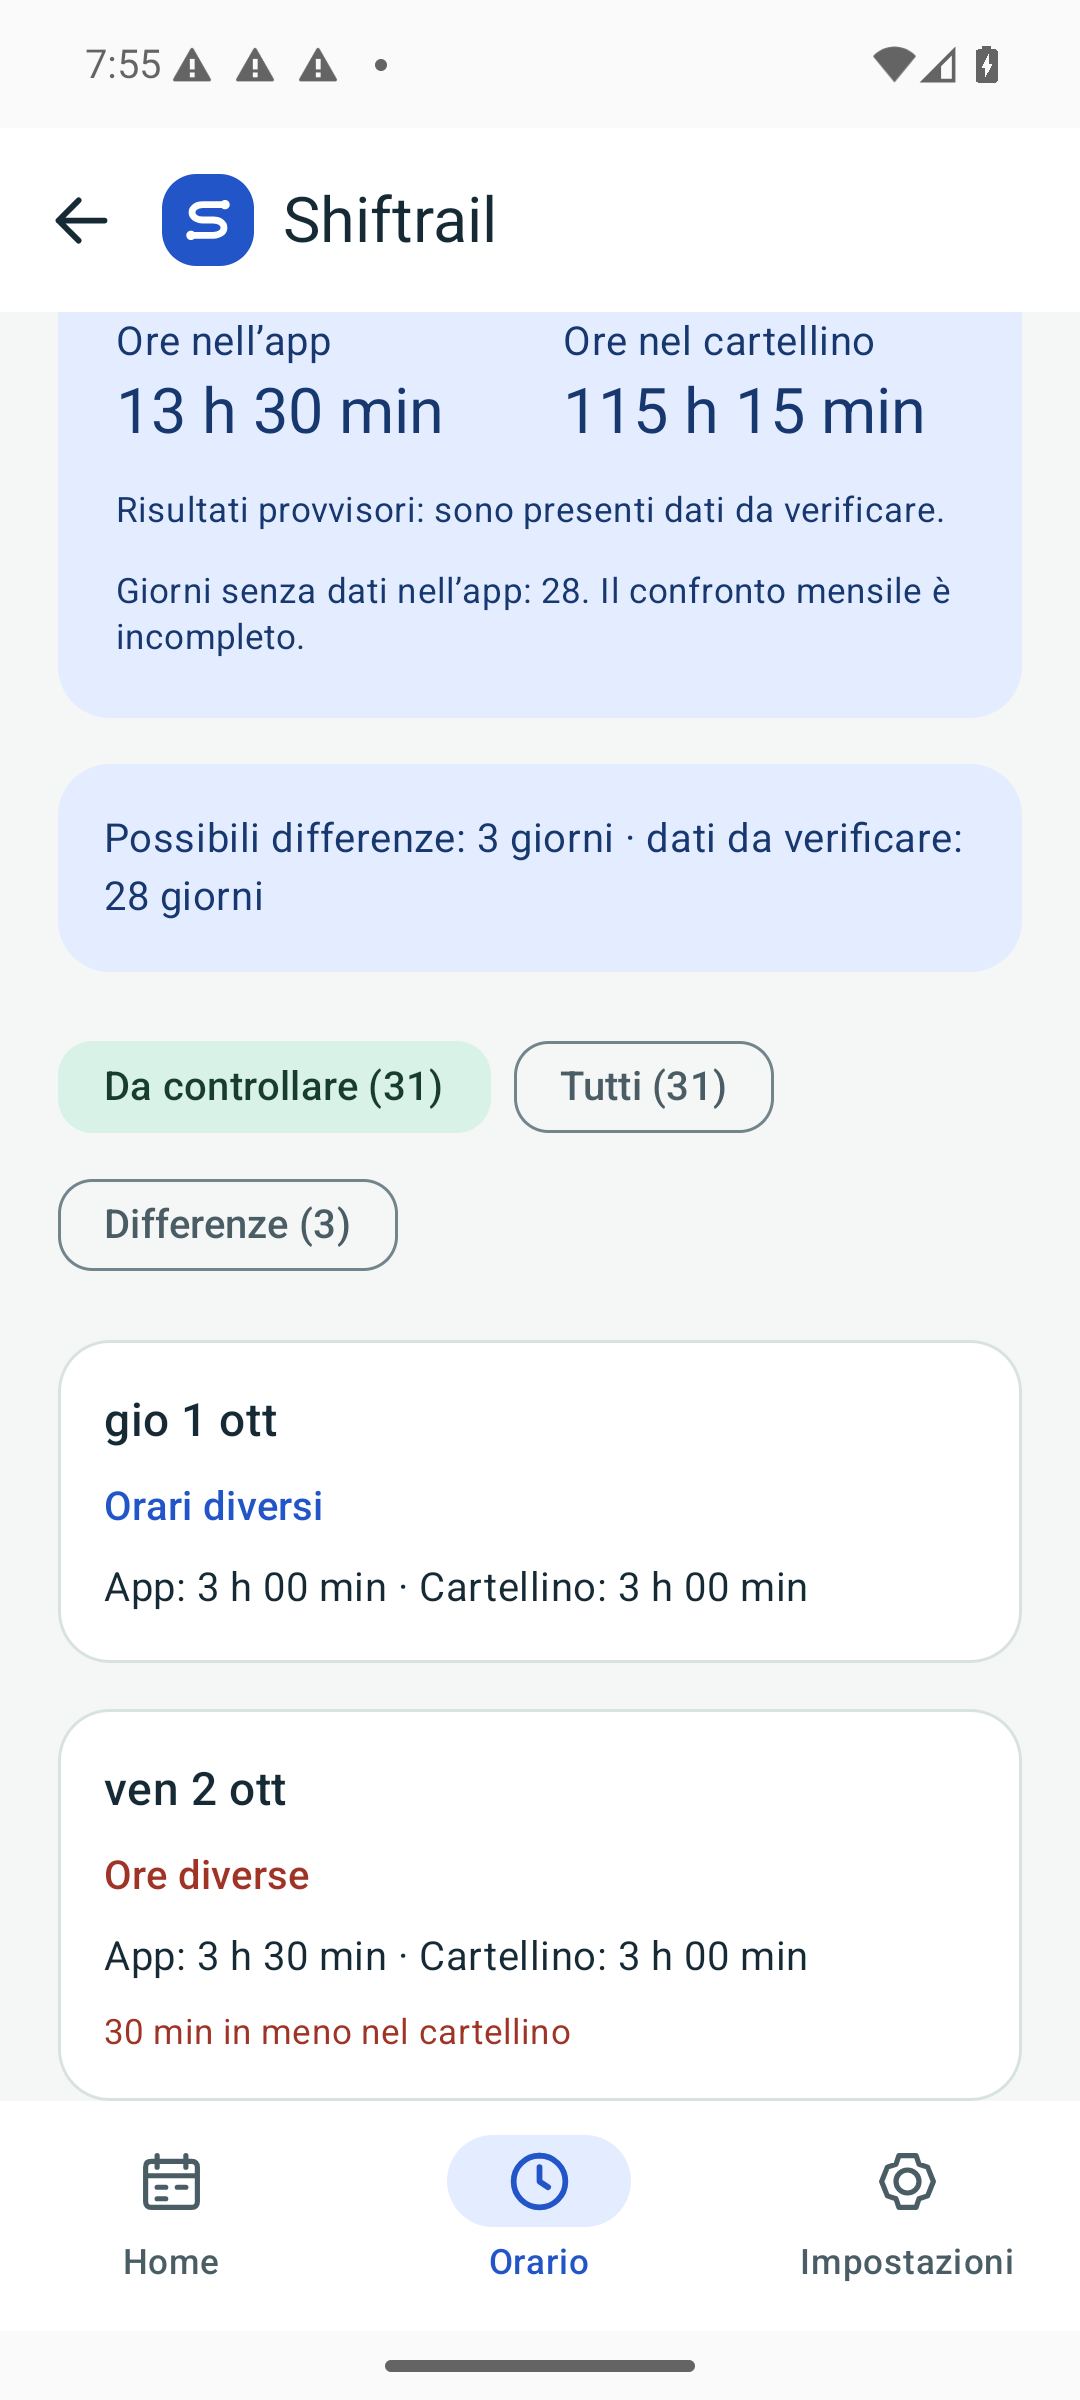 7:55
Shiftrail
Ore nell’app
Ore nel cartellino
13 h 30 min
115 h 15 min
Risultati provvisori: sono presenti dati da verificare.
Giorni senza dati nell’app: 28. Il confronto mensile è
incompleto.
Possibili differenze: 3 giorni · dati da verificare:
28 giorni
Da controllare (31)
Tutti (31)
Differenze (3)
gio 1 ott
Orari diversi
App: 3 h 00 min · Cartellino: 3 h 00 min
ven 2 ott
Ore diverse
App: 3 h 30 min · Cartellino: 3 h 00 min
30 min in meno nel cartellino
Home
Orario
Impostazioni